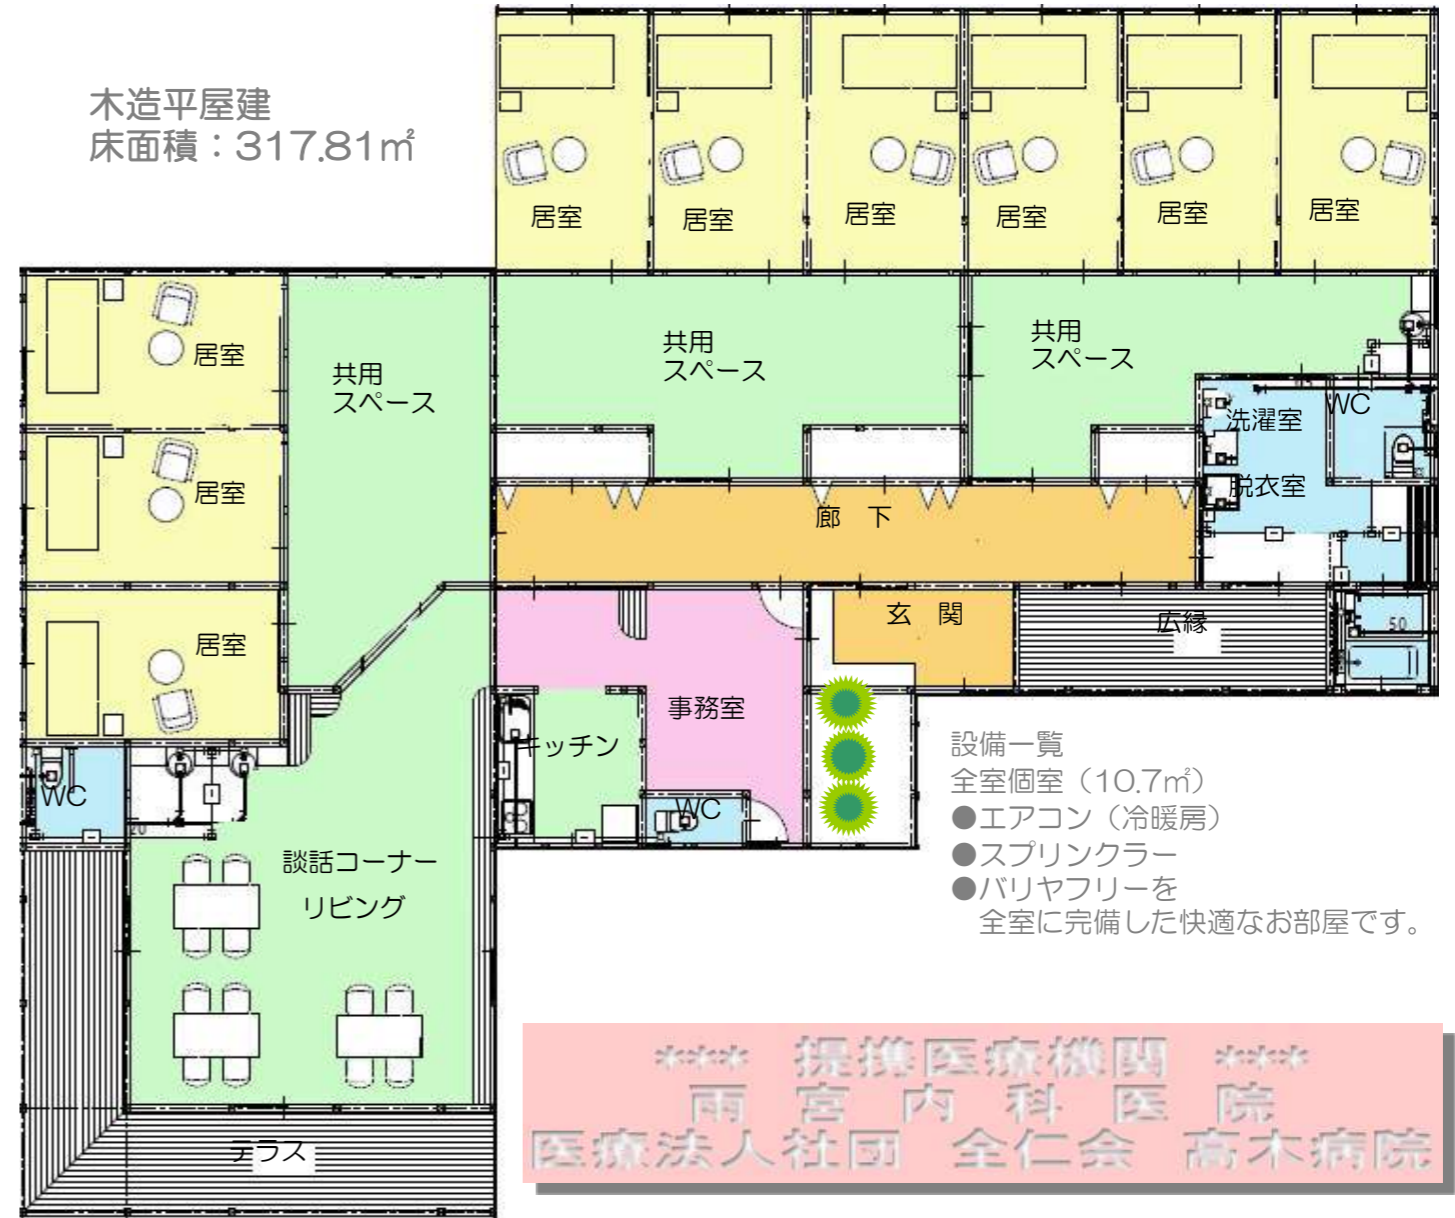 木造平屋建
床面積：317.81㎡
居室
居室
居室
居室
居室
居室
居室
居室
居室
共用
スペース
共用
スペース
共用
スペース
洗濯室
WC
脱衣室
廊 下
玄 関
広縁
50
事務室
キッチン
WC
WC
20
談話コーナー
リビング
テラス
設備一覧
全室個室（10.7㎡）
●エアコン（冷暖房）
●スプリンクラー
●バリヤフリーを
全室に完備した快適なお部屋です。
*** 提携医療機関 ***
雨 宮 内 科 医 院
医療法人社団 全仁会 高木病院